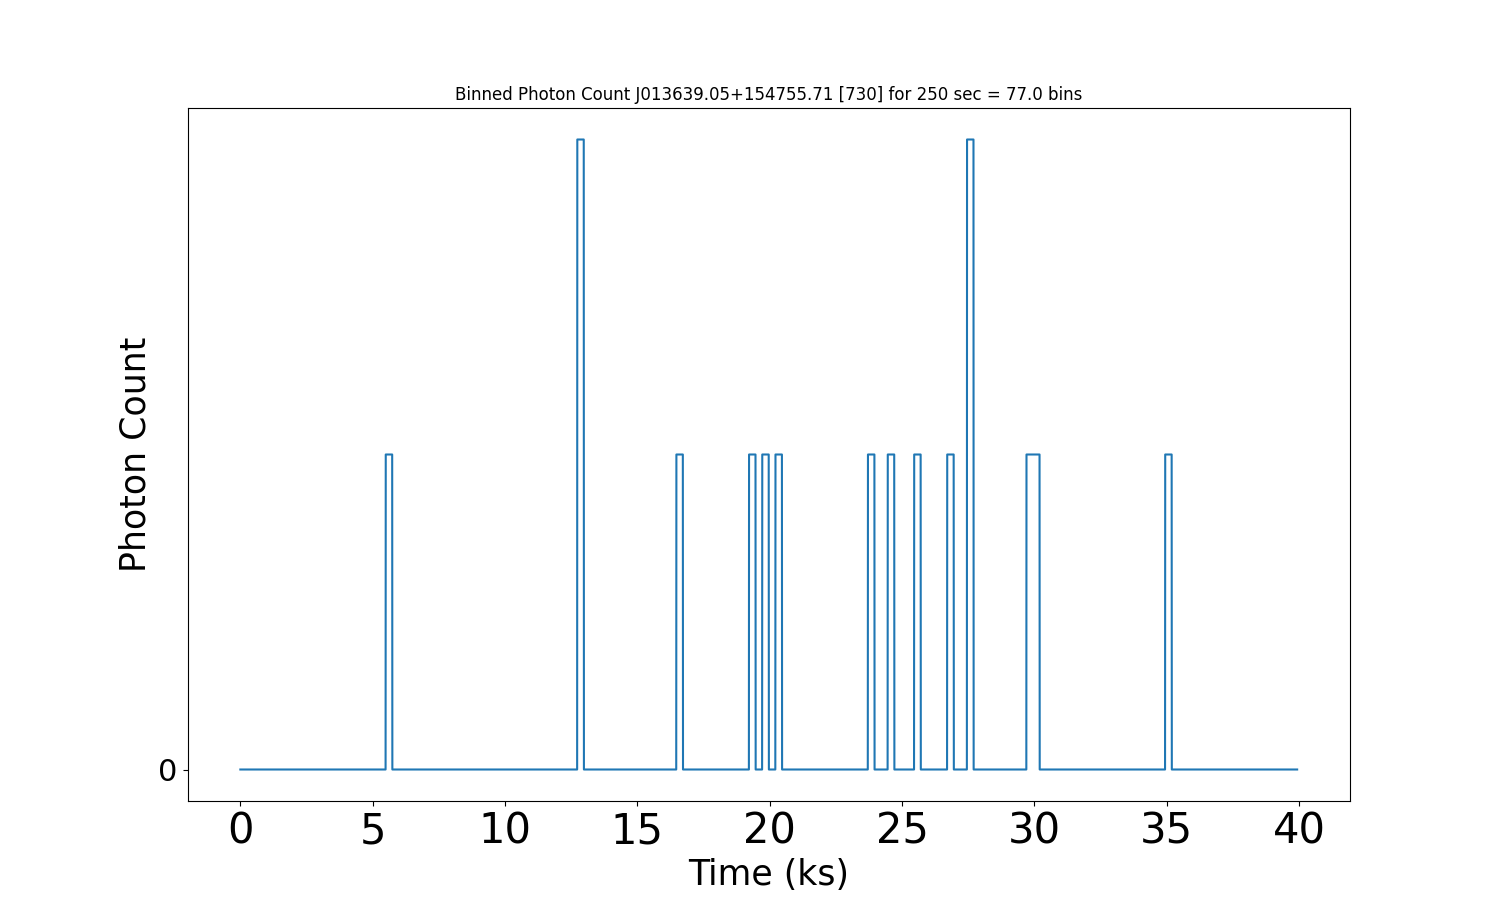 Binned Photon Count J013639.05+154755.71 [730] for 250 sec = 77.0 bins
Photon Count
0
0 5 10 15 20 25 30 35 40
Time (ks)